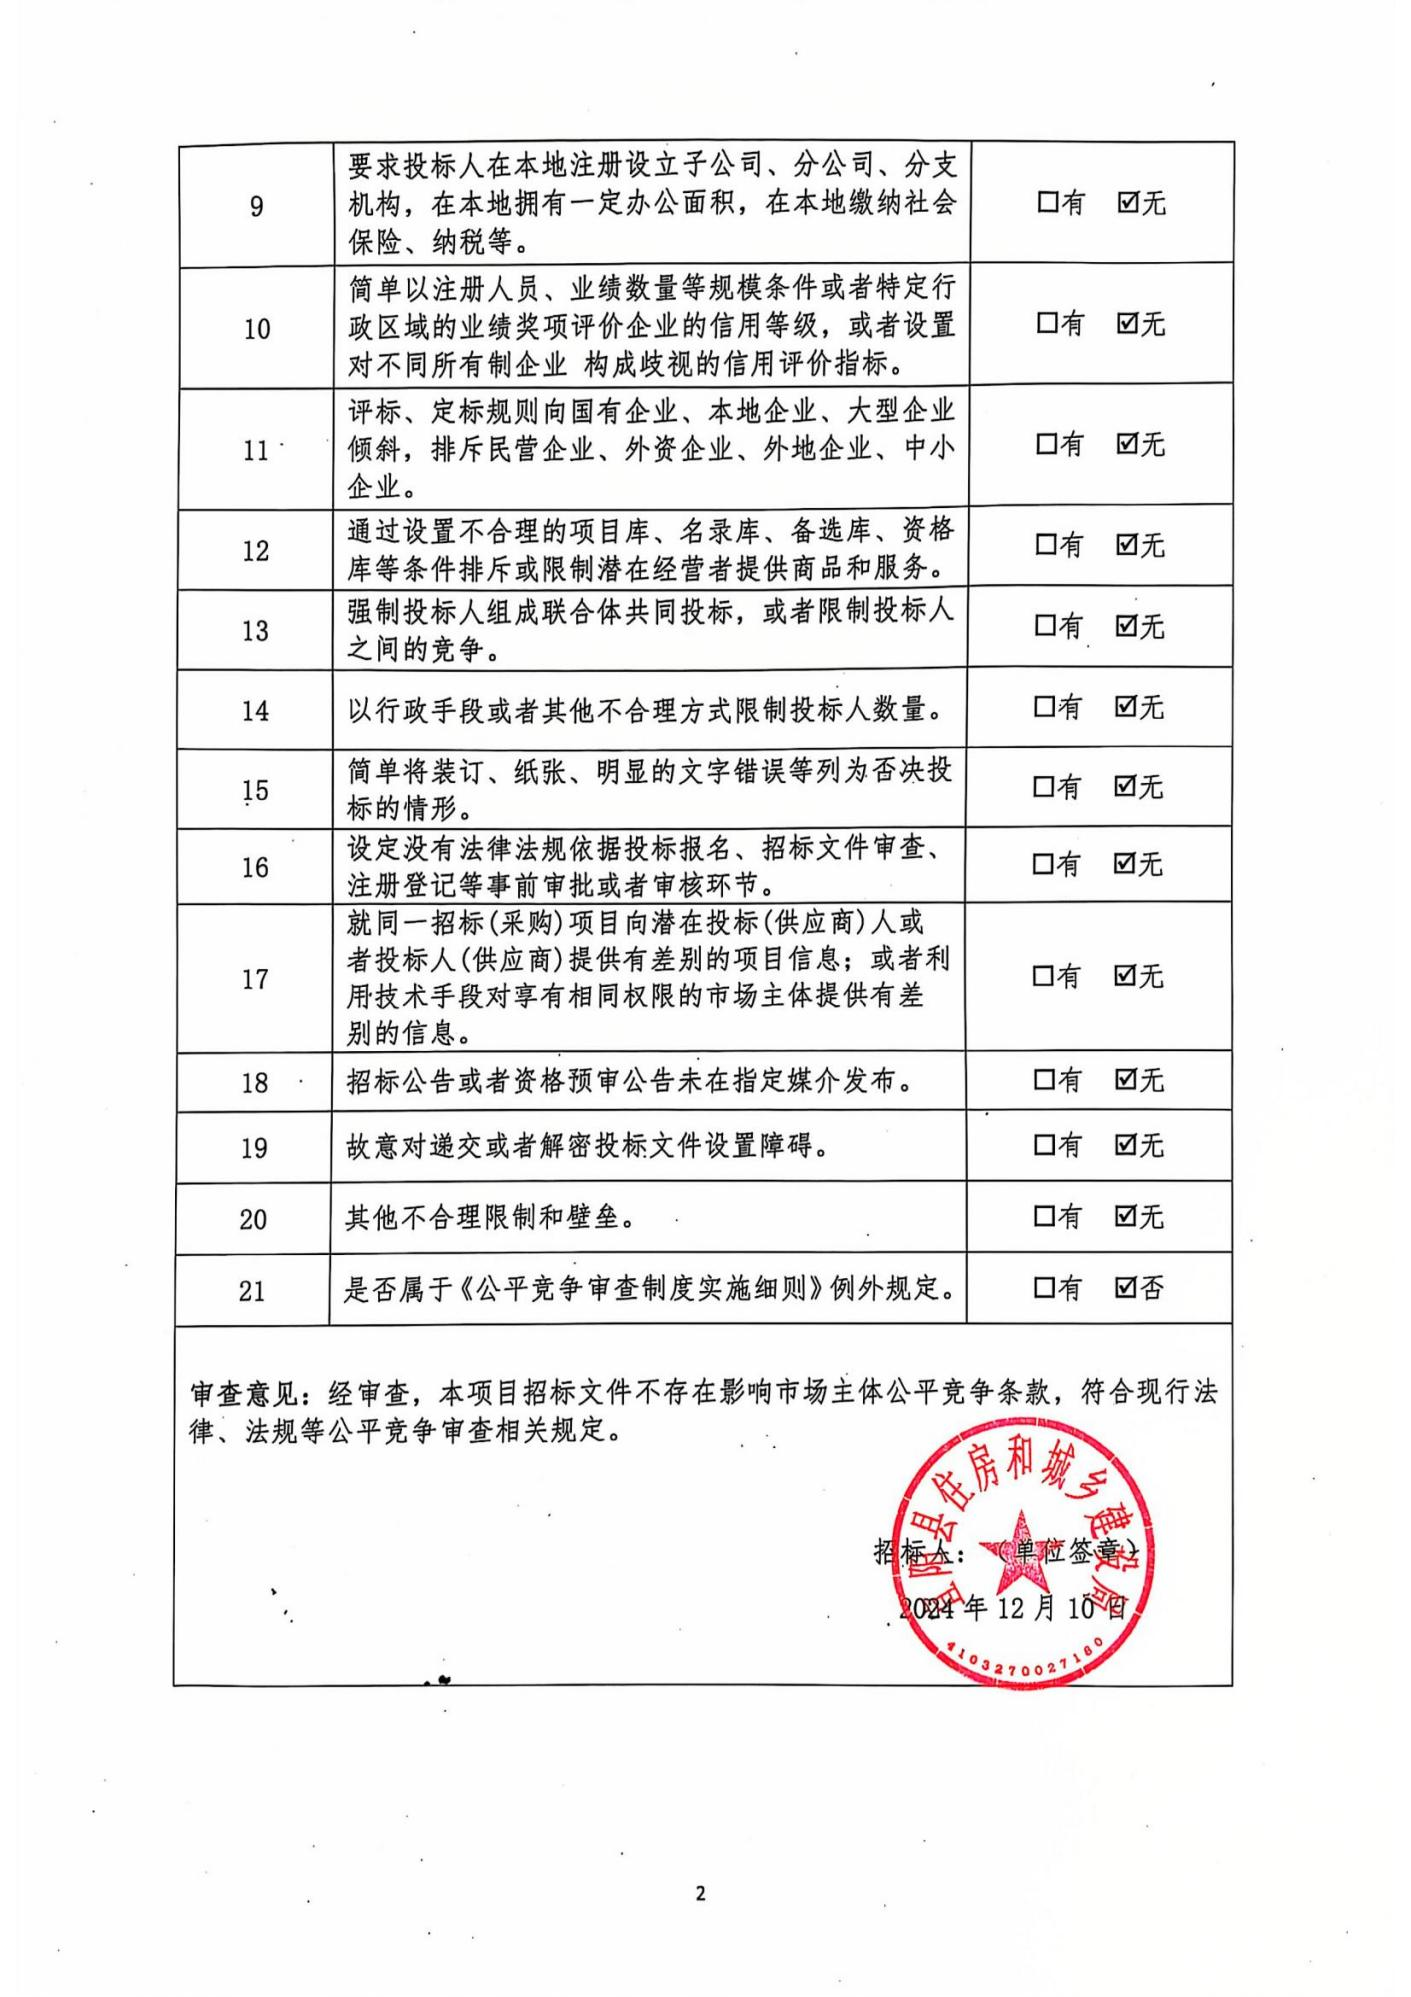 9
要求投标人在本地注册设立子公司、分公司、分支
机构，在本地拥有一定办公面积，在本地缴纳社会
保险、纳税等。
☐有 ☑无
10
简单以注册人员、业绩数量等规模条件或者特定行
政区域的业绩奖项评价企业的信用等级，或者设置
对不同所有制企业 构成歧视的信用评价指标。
☐有 ☑无
11
评标、定标规则向国有企业、本地企业、大型企业
倾斜，排斥民营企业、外资企业、外地企业、中小
企业。
☐有 ☑无
12
通过设置不合理的项目库、名录库、备选库、资格
库等条件排斥或限制潜在经营者提供商品和服务。
☐有 ☑无
13
强制投标人组成联合体共同投标，或者限制投标人
之间的竞争。
☐有 ☑无
14
以行政手段或者其他不合理方式限制投标人数量。
☐有 ☑无
15
简单将装订、纸张、明显的文字错误等列为否决投
标的情形。
☐有 ☑无
16
设定没有法律法规依据投标报名、招标文件审查、
注册登记等事前审批或者审核环节。
☐有 ☑无
17
就同一招标(采购)项目向潜在投标(供应商)人或
者投标人(供应商)提供有差别的项目信息；或者利
用技术手段对享有相同权限的市场主体提供有差
别的信息。
☐有 ☑无
18
招标公告或者资格预审公告未在指定媒介发布。
☐有 ☑无
19
故意对递交或者解密投标文件设置障碍。
☐有 ☑无
20
其他不合理限制和壁垒。
☐有 ☑无
21
是否属于《公平竞争审查制度实施细则》例外规定。
☐有 ☑否
审查意见：经审查，本项目招标文件不存在影响市场主体公平竞争条款，符合现行法
律、法规等公平竞争审查相关规定。
宜阳县住房和城乡建设局
招标人：（单位签章）
2024 年 12 月 10 日
4103270027180
2